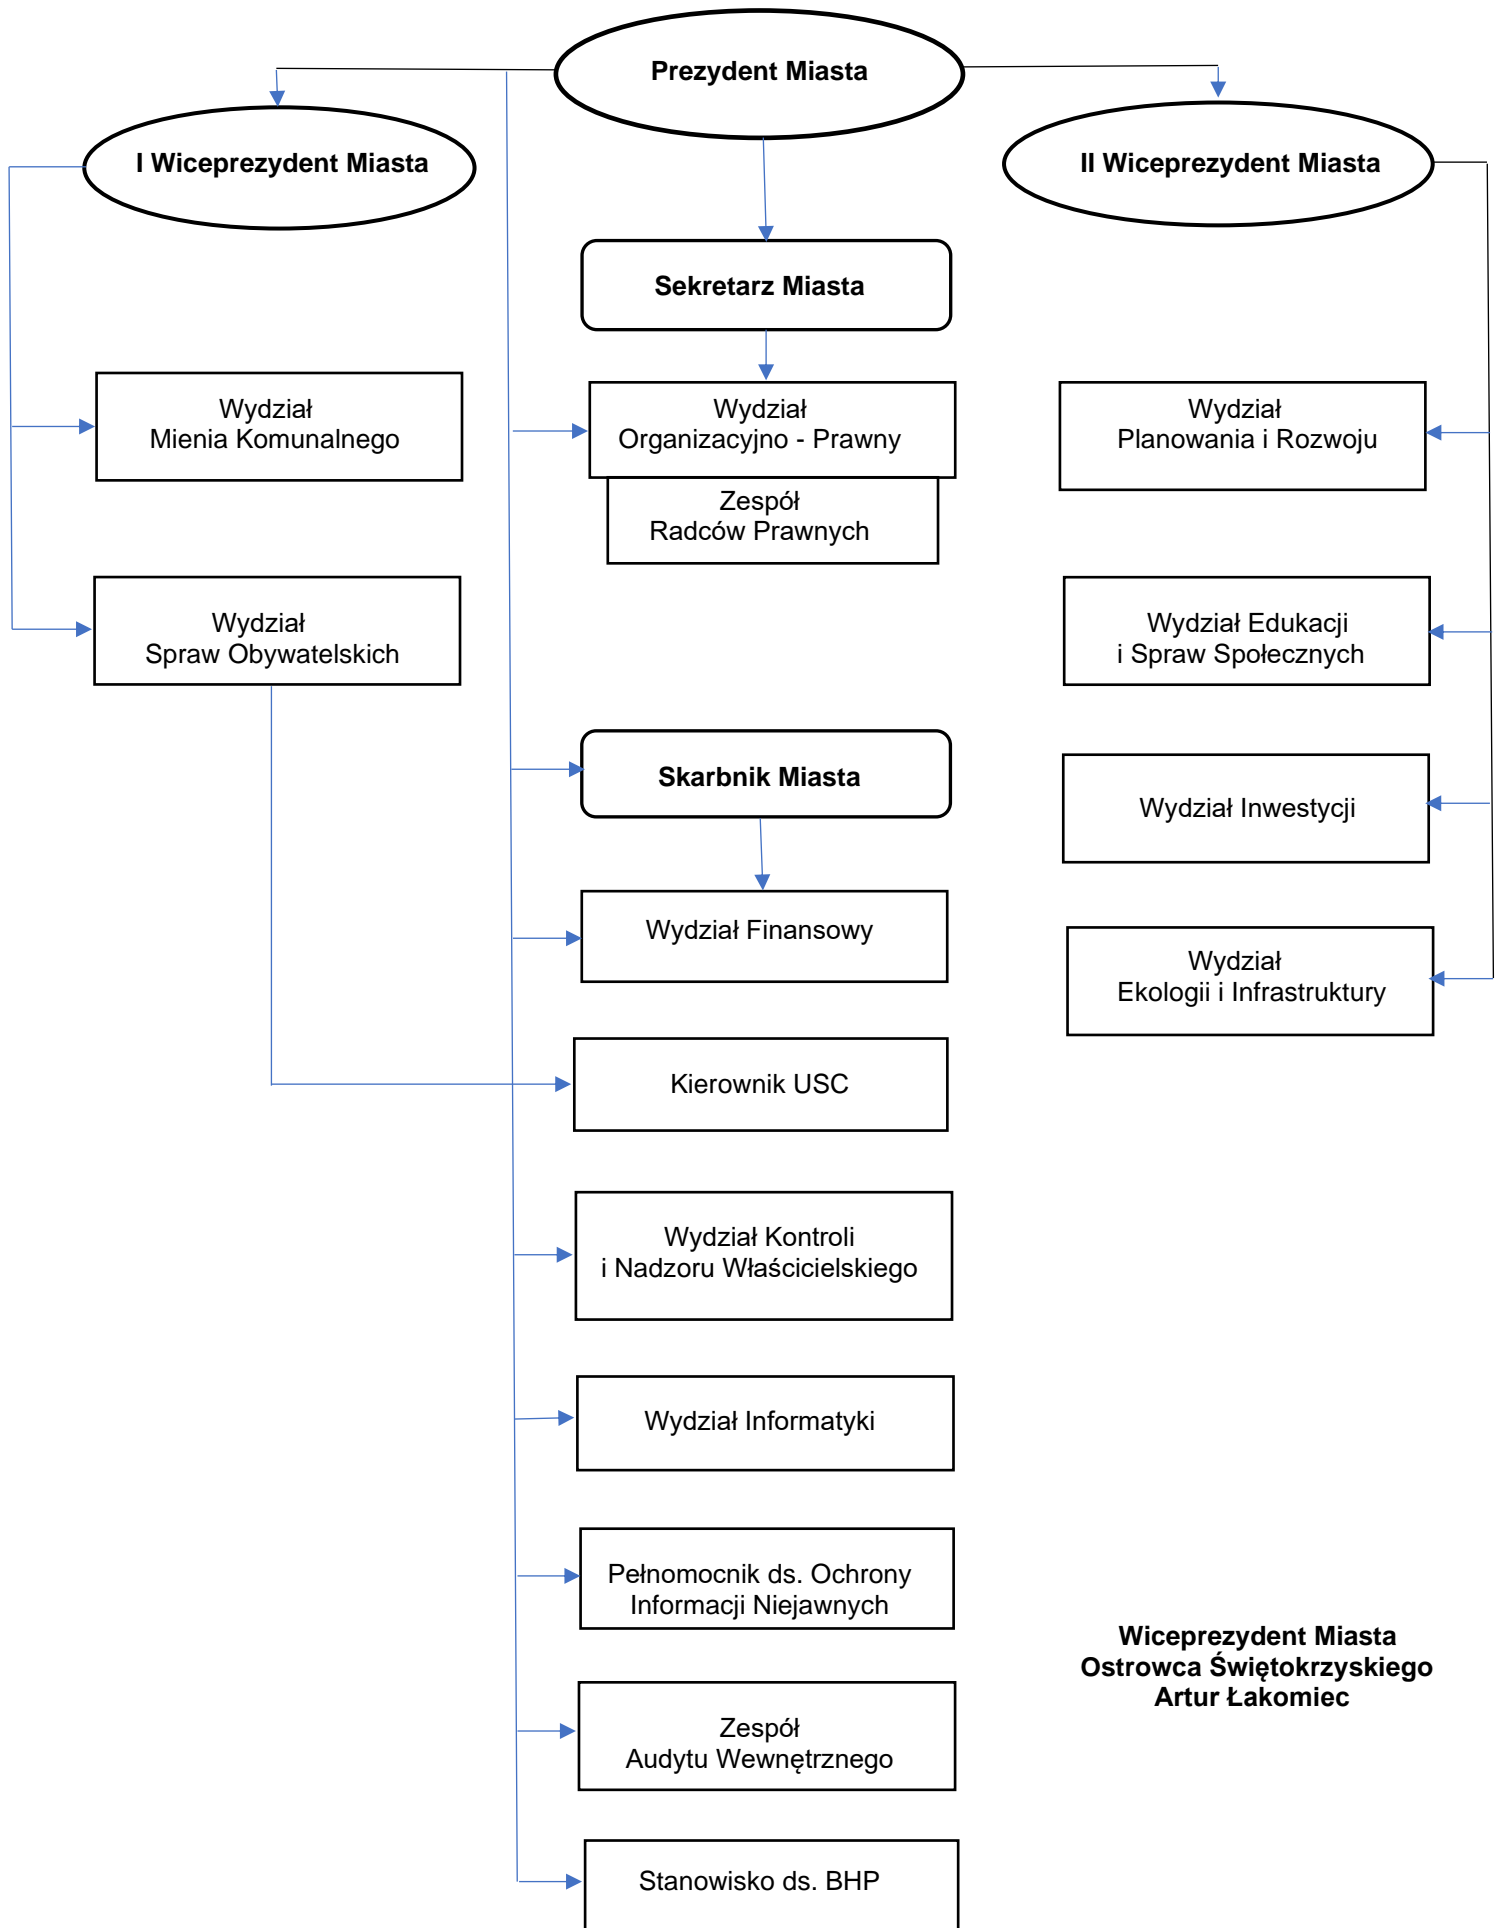 Prezydent Miasta
I Wiceprezydent Miasta
II Wiceprezydent Miasta
Sekretarz Miasta
Wydział
Mienia Komunalnego
Wydział
Organizacyjno - Prawny
Zespół
Radców Prawnych
Wydział
Planowania i Rozwoju
Wydział
Spraw Obywatelskich
Wydział Edukacji
i Spraw Społecznych
Skarbnik Miasta
Wydział Inwestycji
Wydział Finansowy
Wydział
Ekologii i Infrastruktury
Kierownik USC
Wydział Kontroli
i Nadzoru Właścicielskiego
Wydział Informatyki
Pełnomocnik ds. Ochrony
Informacji Niejawnych
Wiceprezydent Miasta
Ostrowca Świętokrzyskiego
Artur Łakomiec
Zespół
Audytu Wewnętrznego
Stanowisko ds. BHP